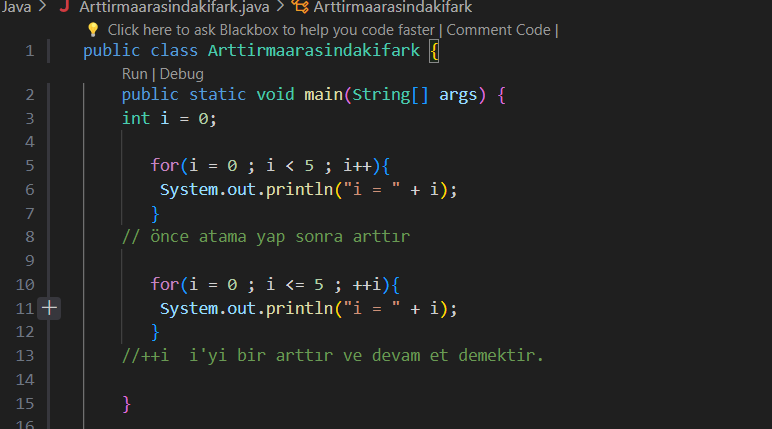 Java > J Arttirmaarasindakifark.java > Arttirmaarasindakifark
Click here to ask Blackbox to help you code faster | Comment Code |
1 public class Arttirmaarasindakifark {
Run | Debug
2 public static void main(String[] args) {
3 int i = 0;
4
5 for(i = 0 ; i < 5 ; i++){
6 System.out.println("i = " + i);
7 }
8 // önce atama yap sonra arttır
9
10 for(i = 0 ; i <= 5 ; ++i){
11 System.out.println("i = " + i);
12 }
13 //++i  i'yi bir arttır ve devam et demektir.
14
15 }
16